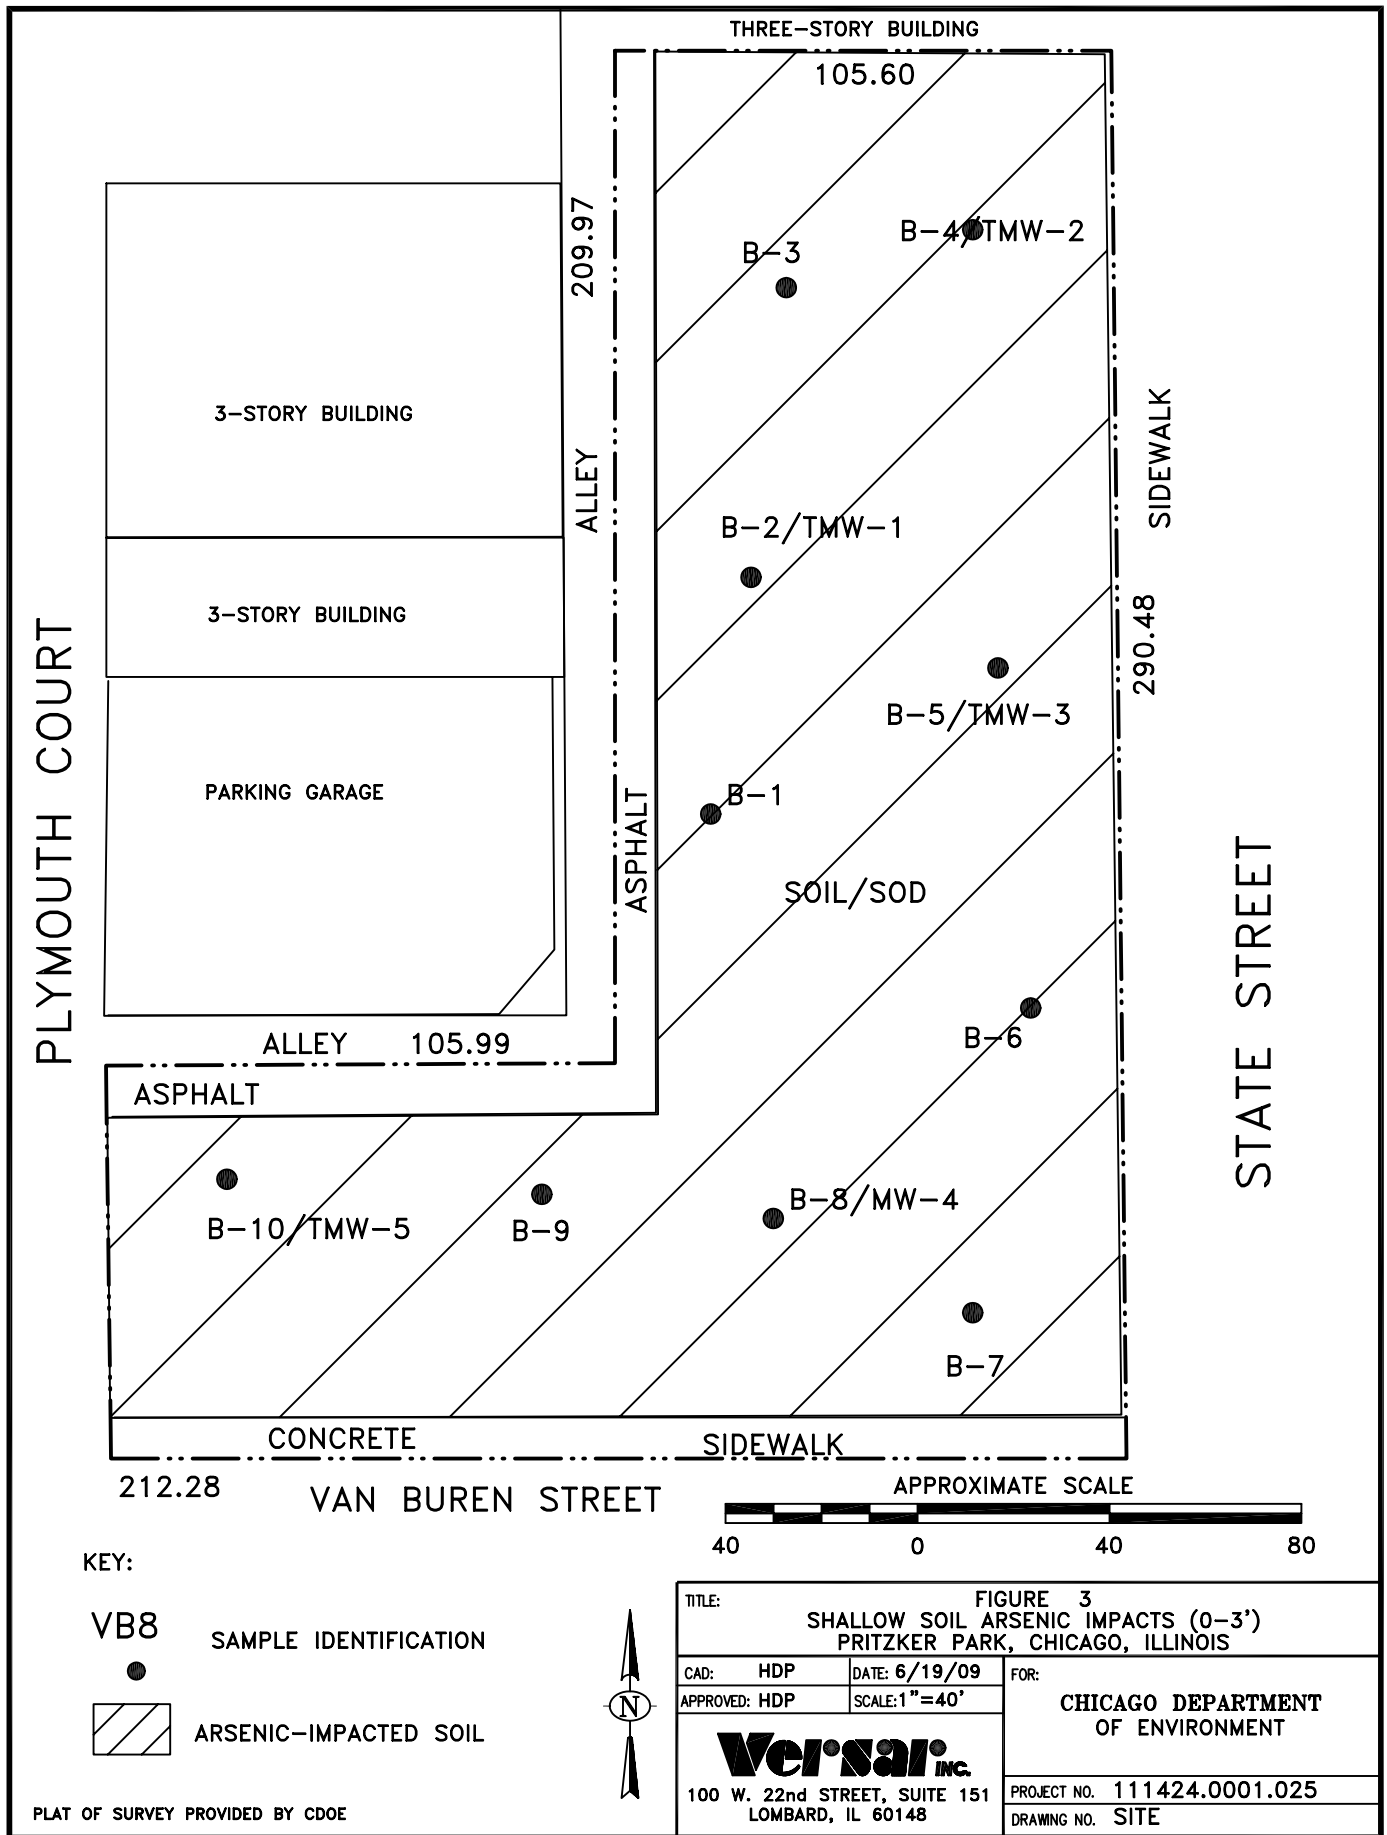 THREE-STORY BUILDING
105.60
209.97
B-4/TMW-2
B-3
3-STORY BUILDING
ALLEY
SIDEWALK
B-2/TMW-1
3-STORY BUILDING
290.48
B-5/TMW-3
PLYMOUTH COURT
PARKING GARAGE
B-1
ASPHALT
SOIL/SOD
STATE STREET
B-6
ALLEY 105.99
ASPHALT
B-8/MW-4
B-10/TMW-5
B-9
B-7
CONCRETE SIDEWALK
212.28
VAN BUREN STREET
APPROXIMATE SCALE
40 0 40 80
KEY:
VB8
SAMPLE IDENTIFICATION
ARSENIC-IMPACTED SOIL
N
PLAT OF SURVEY PROVIDED BY CDOE
TITLE:
FIGURE 3
SHALLOW SOIL ARSENIC IMPACTS (0-3')
PRITZKER PARK, CHICAGO, ILLINOIS
CAD: HDP
DATE: 6/19/09
APPROVED: HDP
SCALE: 1"=40'
FOR:
CHICAGO DEPARTMENT
OF ENVIRONMENT
Versar INC.
100 W. 22nd STREET, SUITE 151
LOMBARD, IL 60148
PROJECT NO. 111424.0001.025
DRAWING NO. SITE